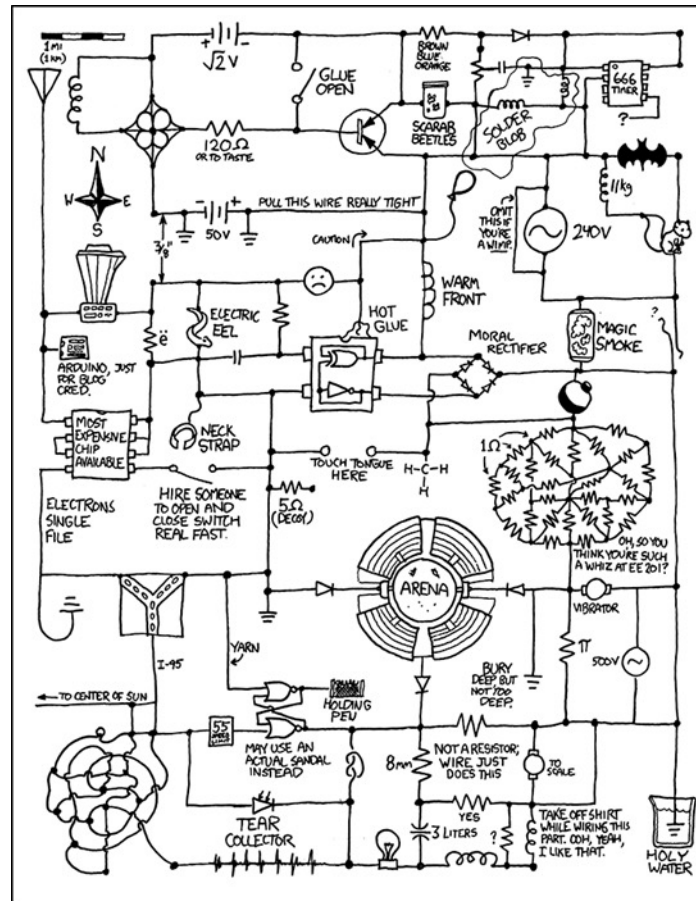 1 MI
(1 KM)
+ -
√2 V
GLUE
OPEN
BROWN
BLUE
ORANGE
666
TIMER
?
SCARAB
BEETLES
SOLDER
BLOB
120Ω
OR TO TASTE
N
W E
S
- +
50V
PULL THIS WIRE REALLY TIGHT
11kg
OMIT
THIS IF
YOU'RE
A WIMP.
240V
3/8"
CAUTION
ELECTRIC
EEL
WARM
FRONT
HOT
GLUE
MORAL
RECTIFIER
MAGIC
SMOKE
?
ë
ARDUINO, JUST
FOR BLOG
CRED.
MOST
EXPENSIVE
CHIP
AVAILABLE
NECK
STRAP
TOUCH TONGUE
HERE
H-C-H
H
1Ω
ELECTRONS
SINGLE
FILE
HIRE SOMEONE
TO OPEN AND
CLOSE SWITCH
REAL FAST.
5Ω
(DECOY)
OH, SO YOU
THINK YOU'RE SUCH
A WHIZ AT EE 201?
ARENA
VIBRATOR
I-95
YARN
BURY
DEEP BUT
NOT TOO
DEEP.
π
500V
TO CENTER OF SUN
HOLDING
PEN
55
MAY USE AN
ACTUAL SANDAL
INSTEAD
NOT A RESISTOR;
WIRE JUST
DOES THIS
8mm
TO
SCALE
TEAR
COLLECTOR
YES
3 LITERS
?
TAKE OFF SHIRT
WHILE WIRING THIS
PART. OOH, YEAH,
I LIKE THAT.
HOLY
WATER